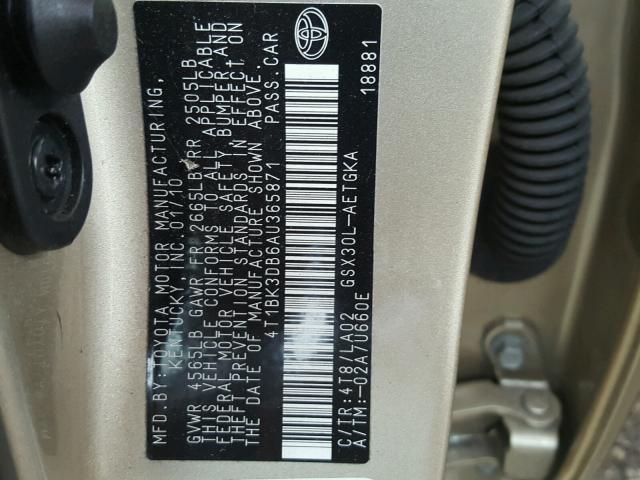 MFD.BY:TOYOTA MOTOR MANUFACTURING,
KENTUCKY, INC. 01/10
GVWR 4565LB GAWR FR 2665LB RR 2505LB
THIS VEHICLE CONFORMS TO ALL APPLICABLE
FEDERAL MOTOR VEHICLE SAFETY, BUMPER, AND
THEFT PREVENTION STANDARDS IN EFFECT ON
THE DATE OF MANUFACTURE SHOWN ABOVE.
4T1BK3DB6AU365871 PASS.CAR
C/TR:4T8/LA02 GSX30L-AETGKA
A/TM:-02A/U660E 18881